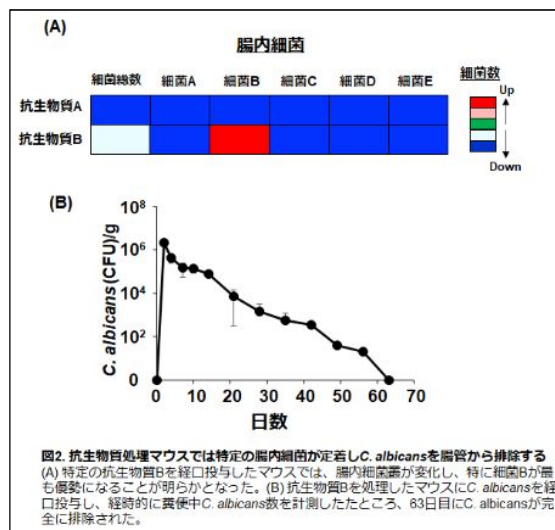 (A)
腸内細菌
細菌総数 細菌A 細菌B 細菌C 細菌D 細菌E
細菌数
Up
抗生物質A
抗生物質B
Down
(B)
C. albicans (CFU)/g
10⁸
10⁶
10⁴
10²
0
0 10 20 30 40 50 60 70
日数
図2. 抗生物質処理マウスでは特定の腸内細菌が定着しC. albicansを腸管から排除する
(A) 特定の抗生物質Bを経口投与したマウスでは、腸内細菌叢が変化し、特に細菌Bが最
も優勢になることが明らかとなった。(B) 抗生物質Bを処理したマウスにC. albicansを経
口投与し、経時的に糞便中C. albicans数を計測したたところ、63日目にC. albicansが完
全に排除された。